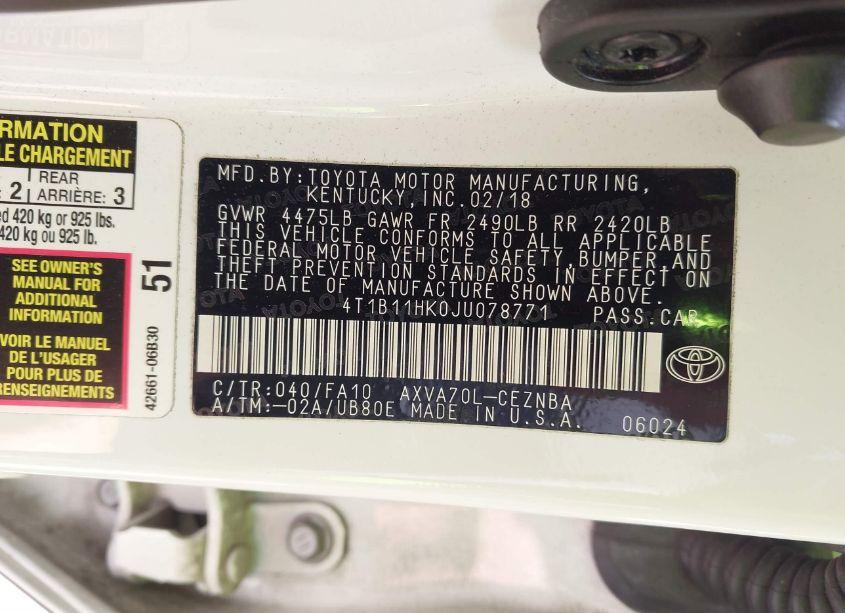 RMATION
LE CHARGEMENT
2 REAR
ARRIÈRE: 3
ed 420 kg or 925 lbs.
420 kg ou 925 lb.
SEE OWNER'S
MANUAL FOR
ADDITIONAL
INFORMATION
VOIR LE MANUEL
DE L'USAGER
POUR PLUS DE
RENSEIGNEMENTS
51
42661-06B30
MFD.BY:TOYOTA MOTOR MANUFACTURING,
KENTUCKY,INC.02/18
GVWR 4475LB GAWR FR 2490LB RR 2420LB
THIS VEHICLE CONFORMS TO ALL APPLICABLE
FEDERAL MOTOR VEHICLE SAFETY,BUMPER AND
THEFT PREVENTION STANDARDS IN EFFECT ON
THE DATE OF MANUFACTURE SHOWN ABOVE.
4T1B11HK0JU078771 PASS.CAR
C/TR:040/FA10 AXVA70L-CEZNBA
A/TM:-02A/UB80E MADE IN U.S.A. 06024